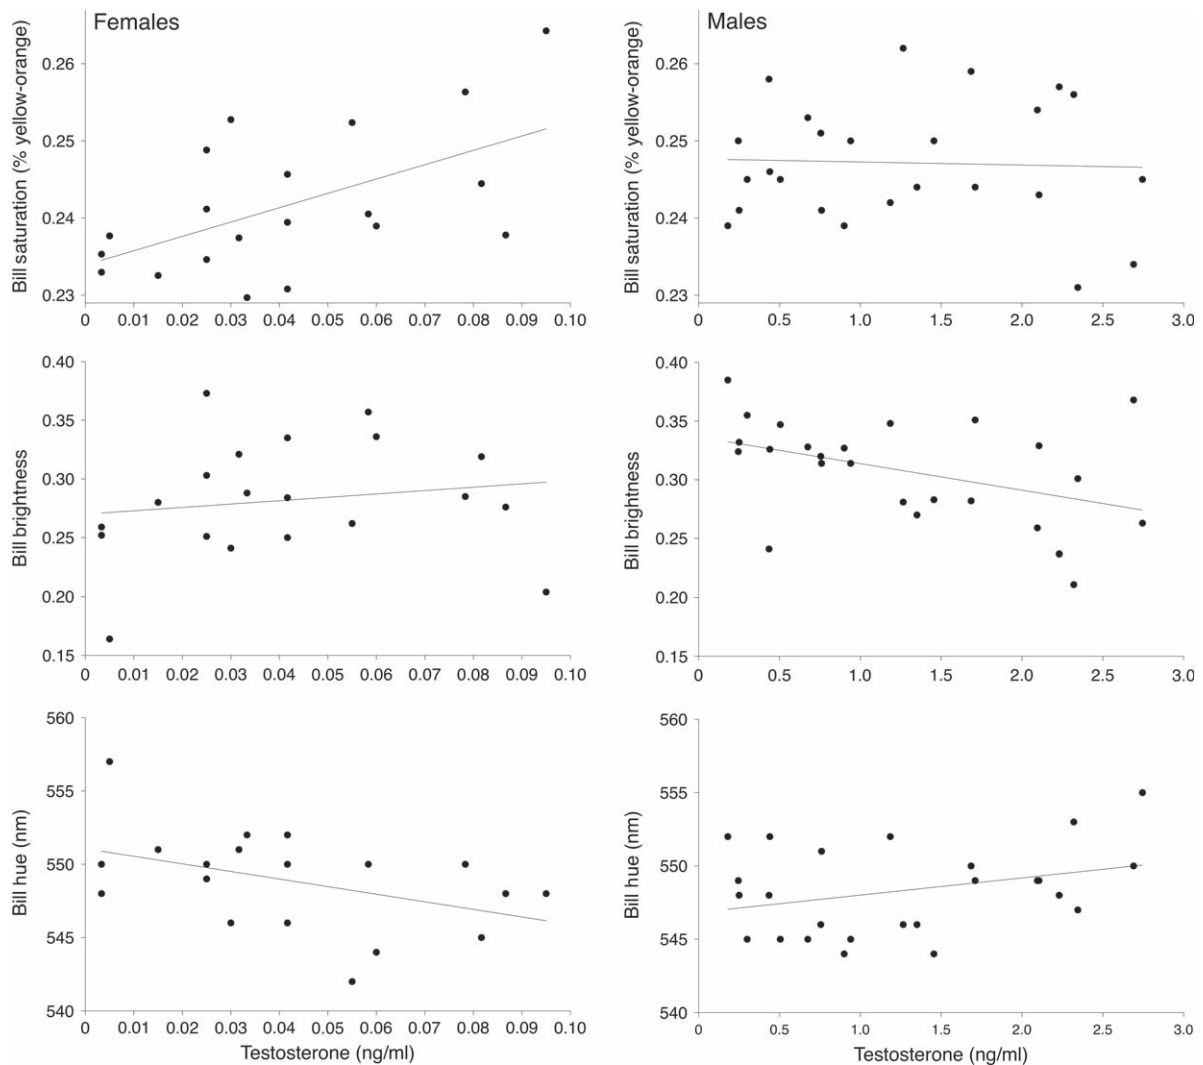 Females
Bill saturation (% yellow-orange)
0.26
0.25
0.24
0.23
0 0.01 0.02 0.03 0.04 0.05 0.06 0.07 0.08 0.09 0.10
Males
Bill saturation (% yellow-orange)
0.26
0.25
0.24
0.23
0 0.5 1.0 1.5 2.0 2.5 3.0
Bill brightness
0.40
0.35
0.30
0.25
0.20
0.15
0 0.01 0.02 0.03 0.04 0.05 0.06 0.07 0.08 0.09 0.10
Bill brightness
0.40
0.35
0.30
0.25
0.20
0.15
0 0.5 1.0 1.5 2.0 2.5 3.0
Bill hue (nm)
560
555
550
545
540
0 0.01 0.02 0.03 0.04 0.05 0.06 0.07 0.08 0.09 0.10
Testosterone (ng/ml)
Bill hue (nm)
560
555
550
545
540
0 0.5 1.0 1.5 2.0 2.5 3.0
Testosterone (ng/ml)